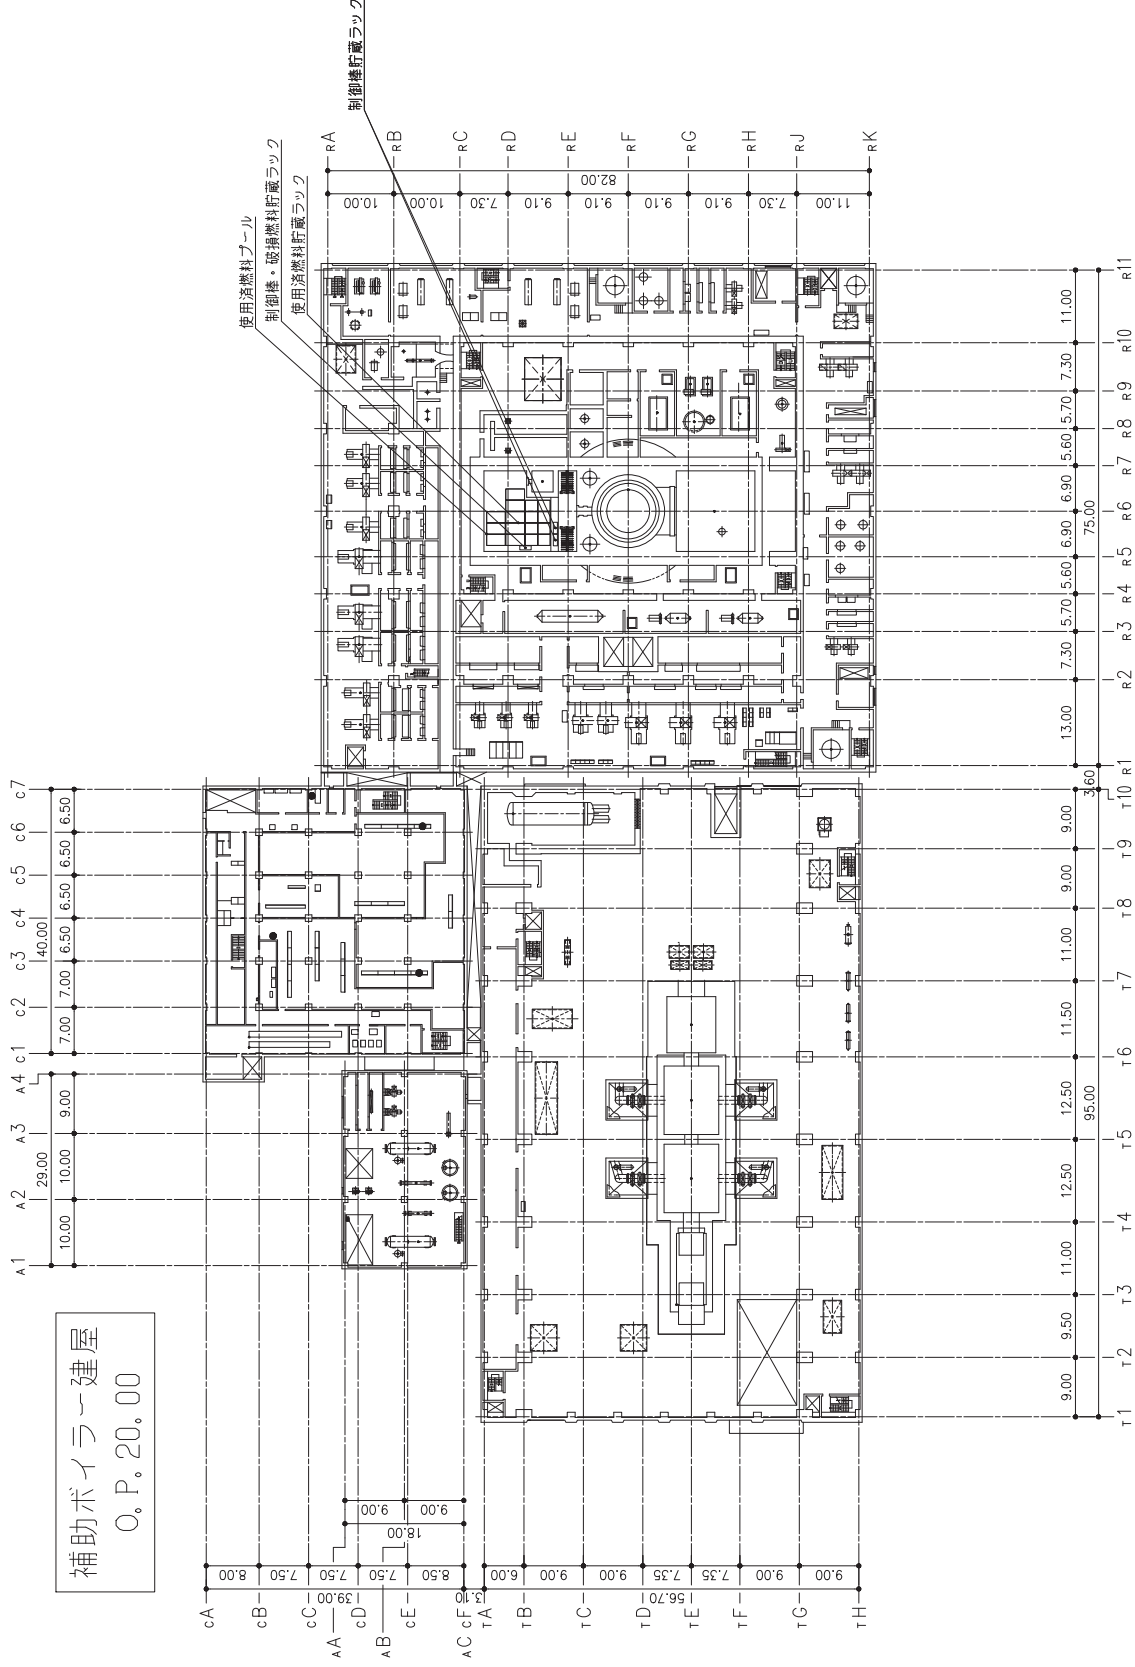 制御棒貯蔵ラック
使用済燃料貯蔵ラック
制御棒・破損燃料貯蔵ラック
使用済燃料プール
RA
RB
RC
RD
RE
RF
RG
RH
RJ
RK
10.00
10.00
7.30
9.10
9.10
9.10
9.10
7.30
11.00
82.00
R11
R10
R9
R8
R7
R6
R5
R4
R3
R2
R1
11.00
7.30
5.70
5.60
6.90
6.90
5.60
5.70
7.30
13.00
75.00
3.60
C7
C6
C5
C4
C3
C2
C1
6.50
6.50
6.50
6.50
7.00
7.00
40.00
A4
A3
A2
A1
9.00
10.00
10.00
29.00
T10
T9
T8
T7
T6
T5
T4
T3
T2
T1
9.00
9.00
11.00
11.50
12.50
12.50
11.00
9.50
9.00
95.00
補助ボイラー建屋
O.P.20.00
9.00
9.00
18.00
8.00
7.50
7.50
7.50
8.50
39.00
3.10
6.00
9.00
9.00
7.35
7.35
9.00
9.00
56.70
CA
CB
CC
AA
CD
AB
CE
AC
CF
TA
TB
TC
TD
TE
TF
TG
TH